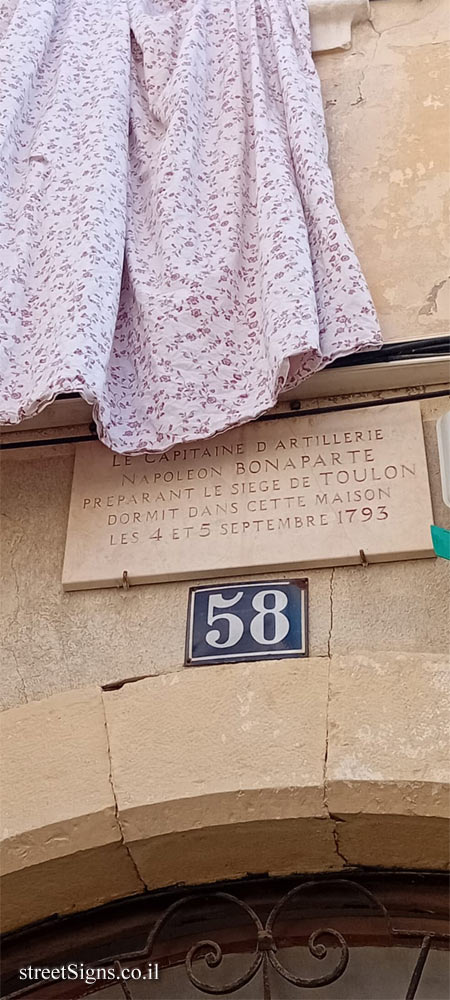 LE CAPITAINE D'ARTILLERIE
NAPOLEON BONAPARTE
PREPARANT LE SIEGE DE TOULON
DORMIT DANS CETTE MAISON
LES 4 ET 5 SEPTEMBRE 1793
58
streetSigns.co.il